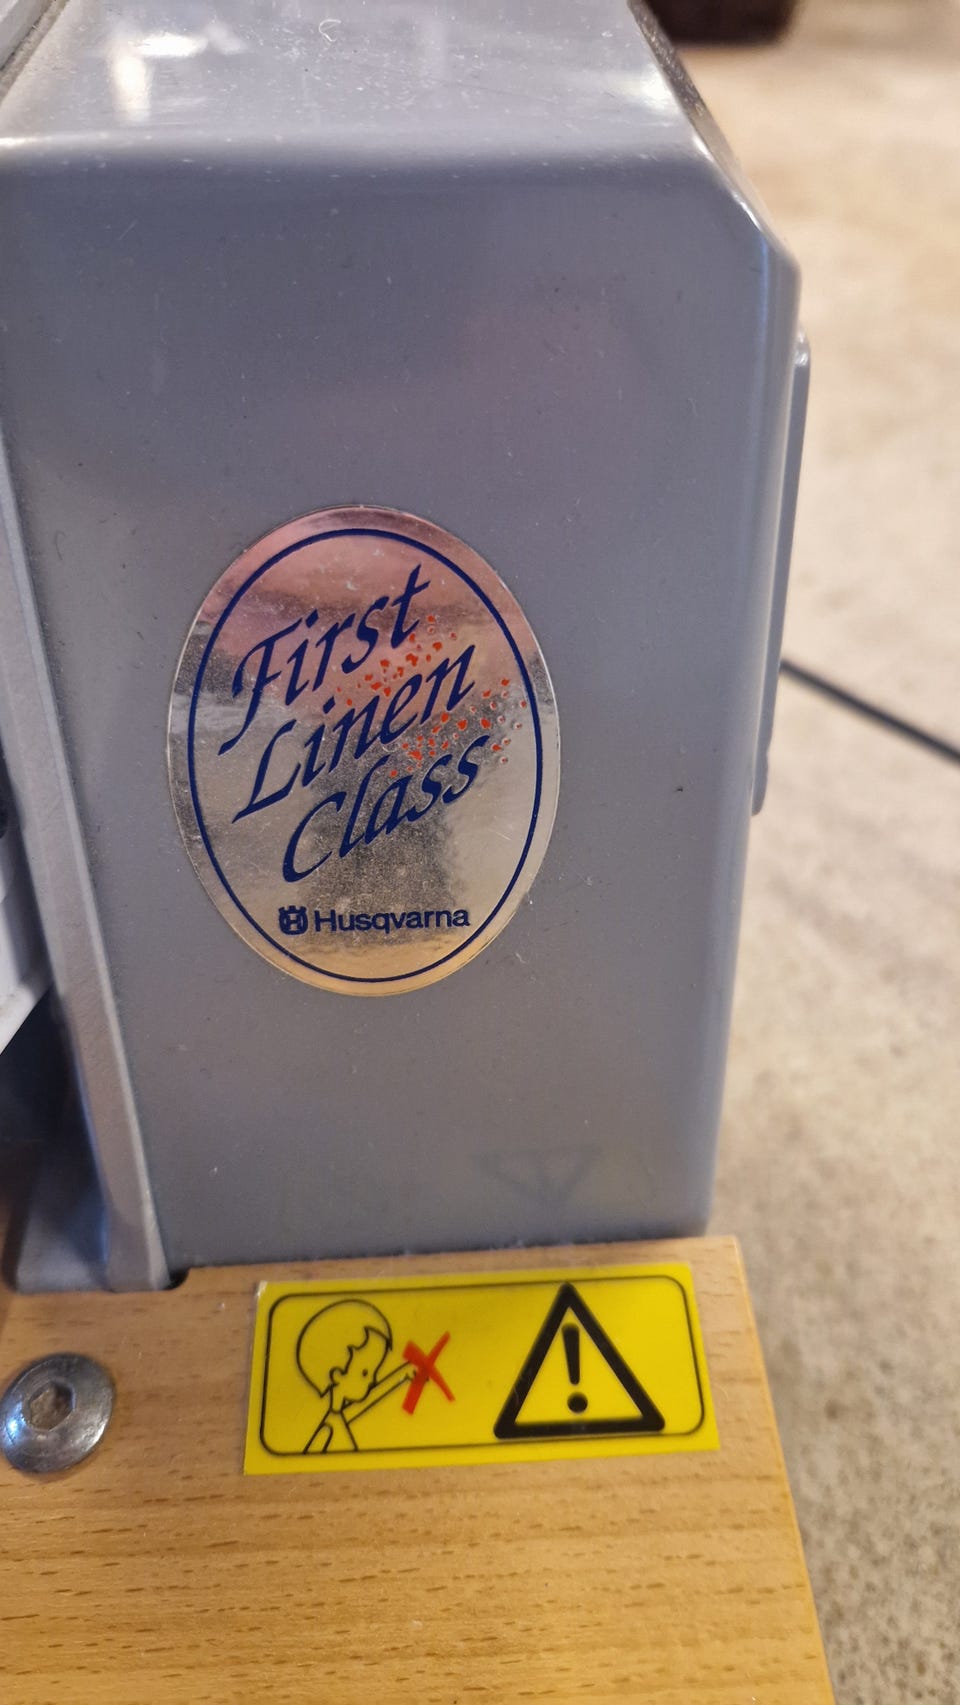 First
Linen
Class
Husqvarna